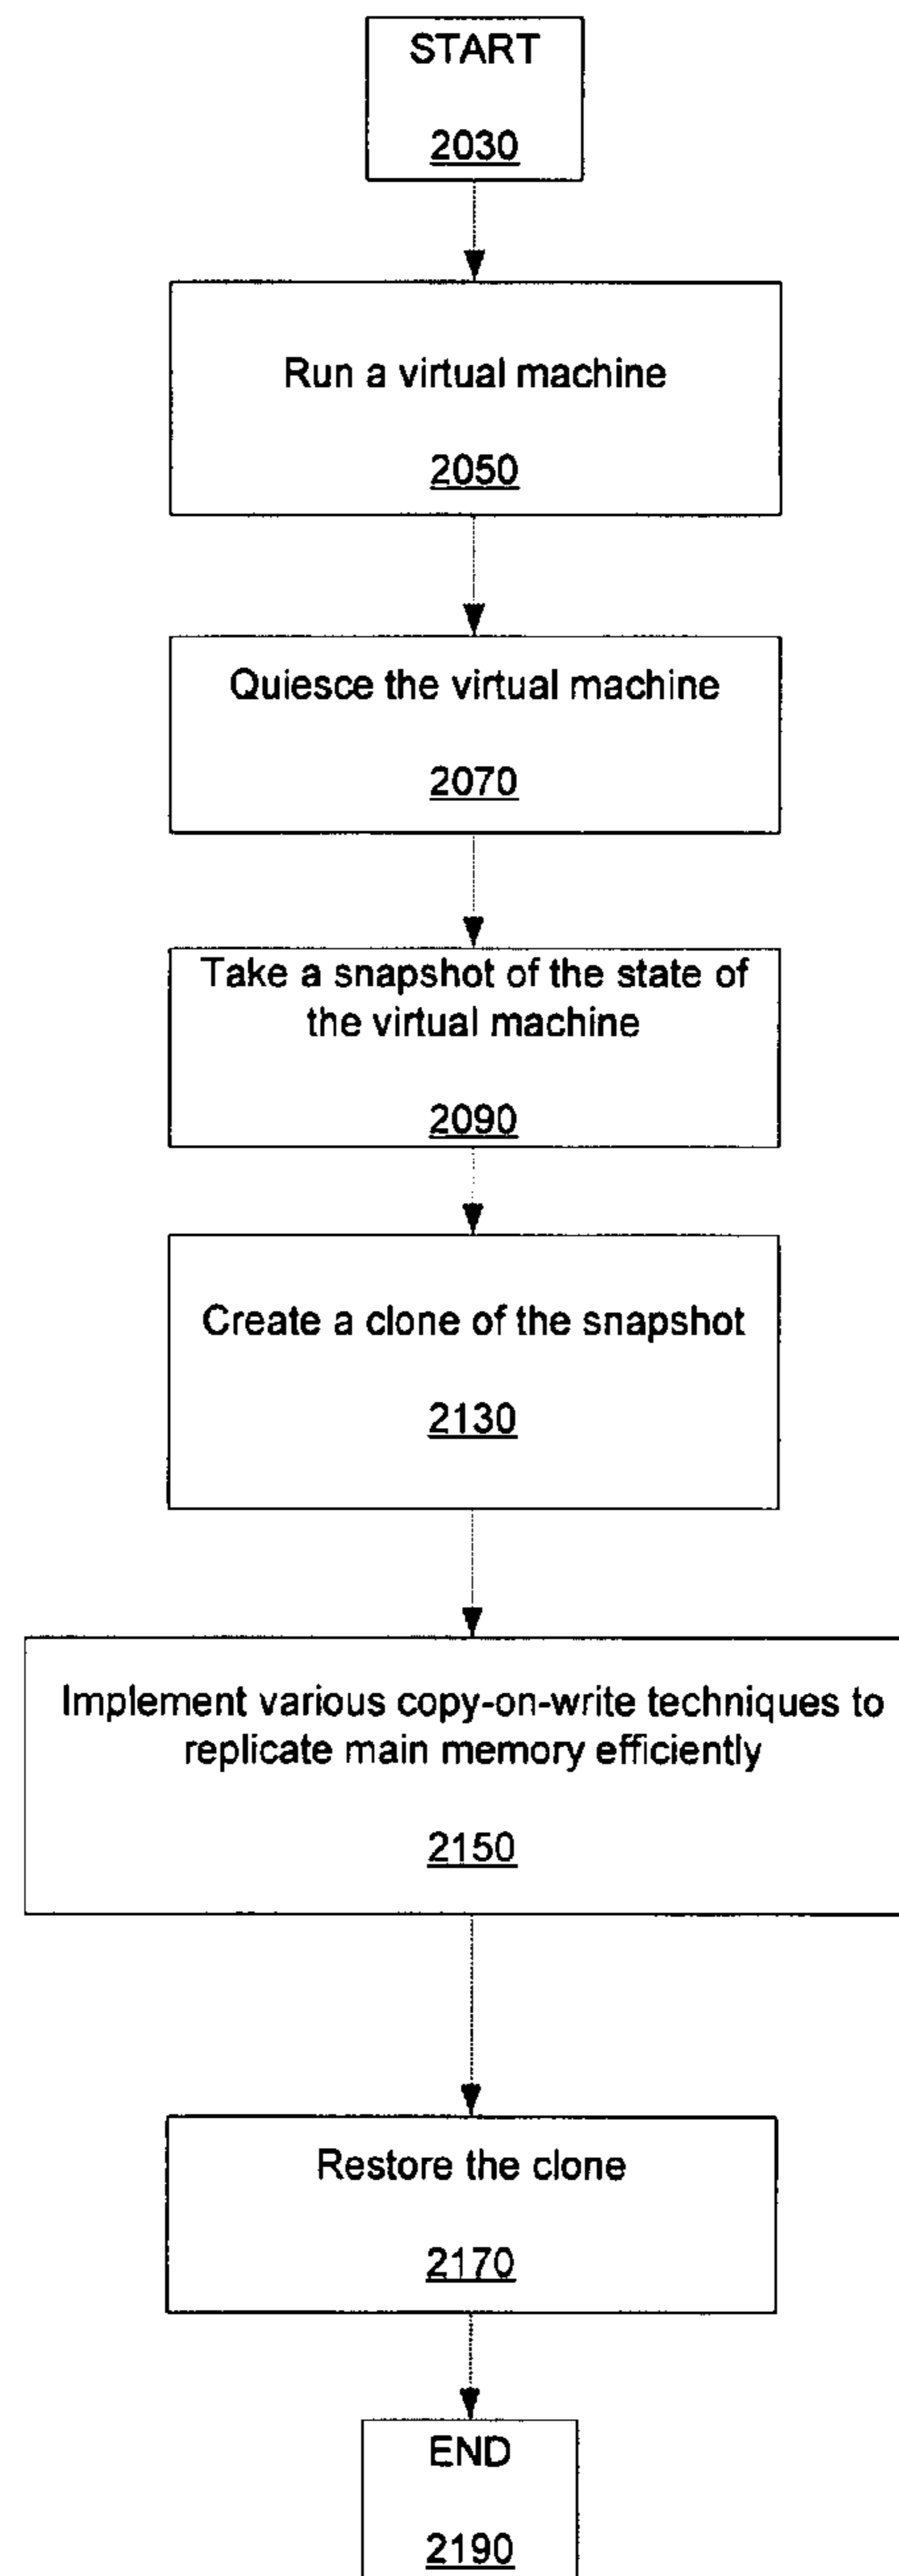 START
2030
Run a virtual machine
2050
Quiesce the virtual machine
2070
Take a snapshot of the state of
the virtual machine
2090
Create a clone of the snapshot
2130
Implement various copy-on-write techniques to
replicate main memory efficiently
2150
Restore the clone
2170
END
2190